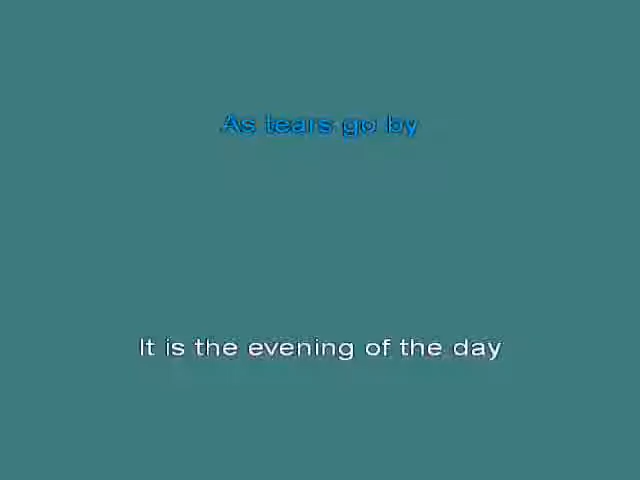 As tears go by
It is the evening of the day